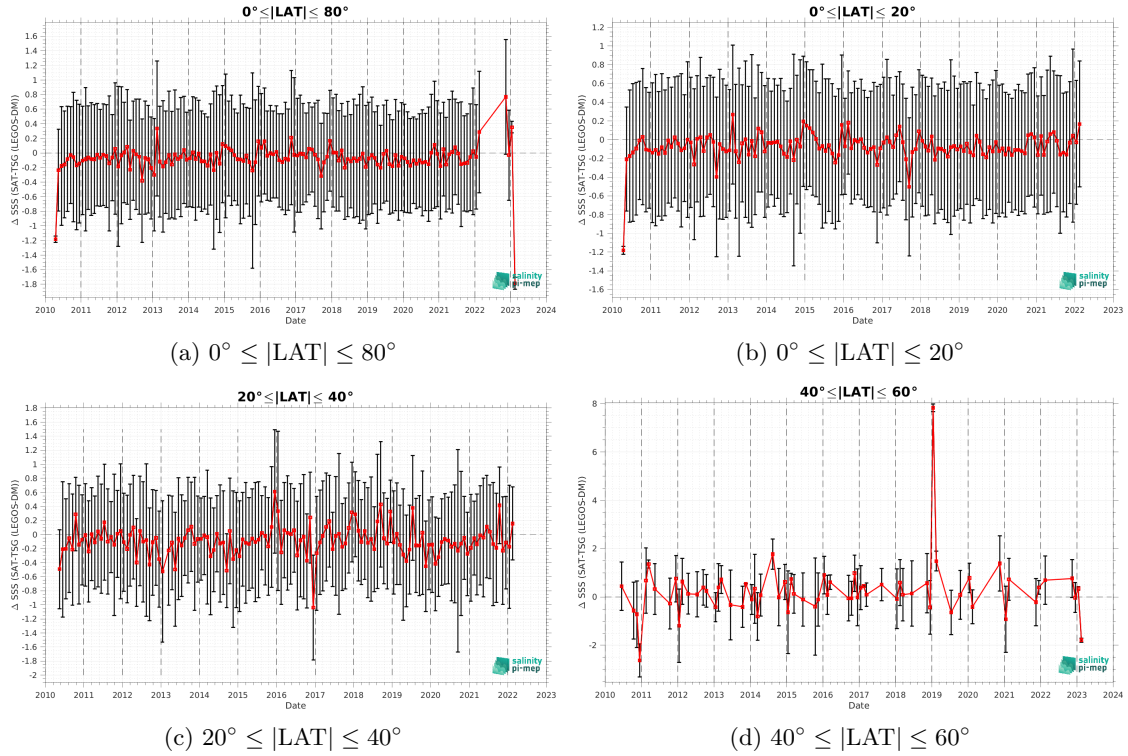 0°≤|LAT|≤ 80°
Δ SSS (SAT-TSG (LEGOS-DM))
1.6
1.4
1.2
1
0.8
0.6
0.4
0.2
0
-0.2
-0.4
-0.6
-0.8
-1
-1.2
-1.4
-1.6
-1.8
salinity
pi-mep
2010 2011 2012 2013 2014 2015 2016 2017 2018 2019 2020 2021 2022 2023 2024
Date
(a) 0° ≤ |LAT| ≤ 80°
0°≤|LAT|≤ 20°
Δ SSS (SAT-TSG (LEGOS-DM))
1.2
1
0.8
0.6
0.4
0.2
0
-0.2
-0.4
-0.6
-0.8
-1
-1.2
-1.4
-1.6
salinity
pi-mep
2010 2011 2012 2013 2014 2015 2016 2017 2018 2019 2020 2021 2022 2023
Date
(b) 0° ≤ |LAT| ≤ 20°
20°≤|LAT|≤ 40°
Δ SSS (SAT-TSG (LEGOS-DM))
1.8
1.6
1.4
1.2
1
0.8
0.6
0.4
0.2
0
-0.2
-0.4
-0.6
-0.8
-1
-1.2
-1.4
-1.6
-1.8
-2
salinity
pi-mep
2010 2011 2012 2013 2014 2015 2016 2017 2018 2019 2020 2021 2022 2023
Date
(c) 20° ≤ |LAT| ≤ 40°
40°≤|LAT|≤ 60°
Δ SSS (SAT-TSG (LEGOS-DM))
8
6
4
2
0
-2
salinity
pi-mep
2010 2011 2012 2013 2014 2015 2016 2017 2018 2019 2020 2021 2022 2023 2024
Date
(d) 40° ≤ |LAT| ≤ 60°